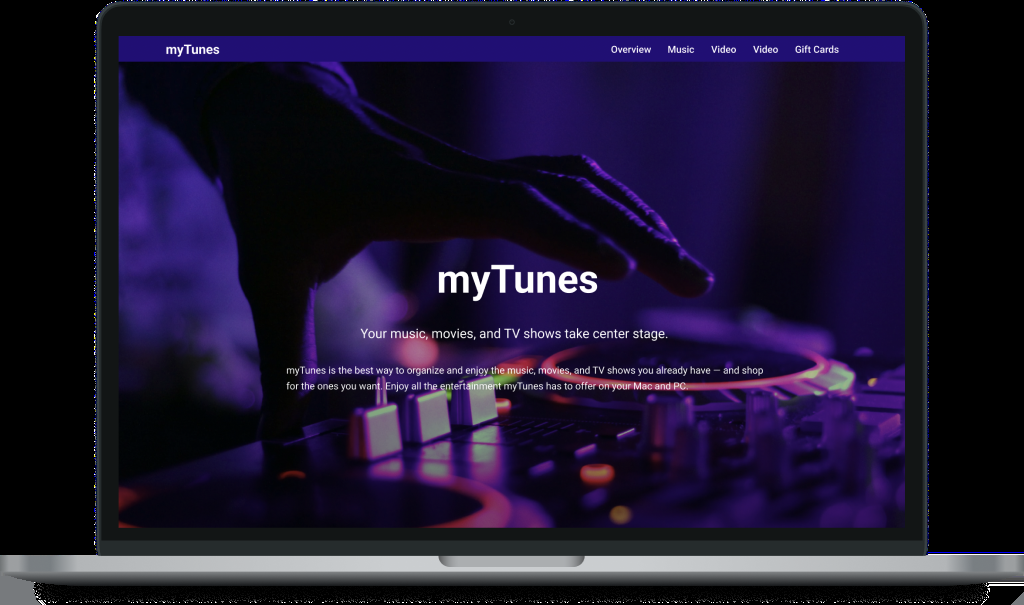 myTunes
Overview Music Video Video Gift Cards
myTunes
Your music, movies, and TV shows take center stage.
myTunes is the best way to organize and enjoy the music, movies, and TV shows you already have — and shop
for the ones you want. Enjoy all the entertainment myTunes has to offer on your Mac and PC.